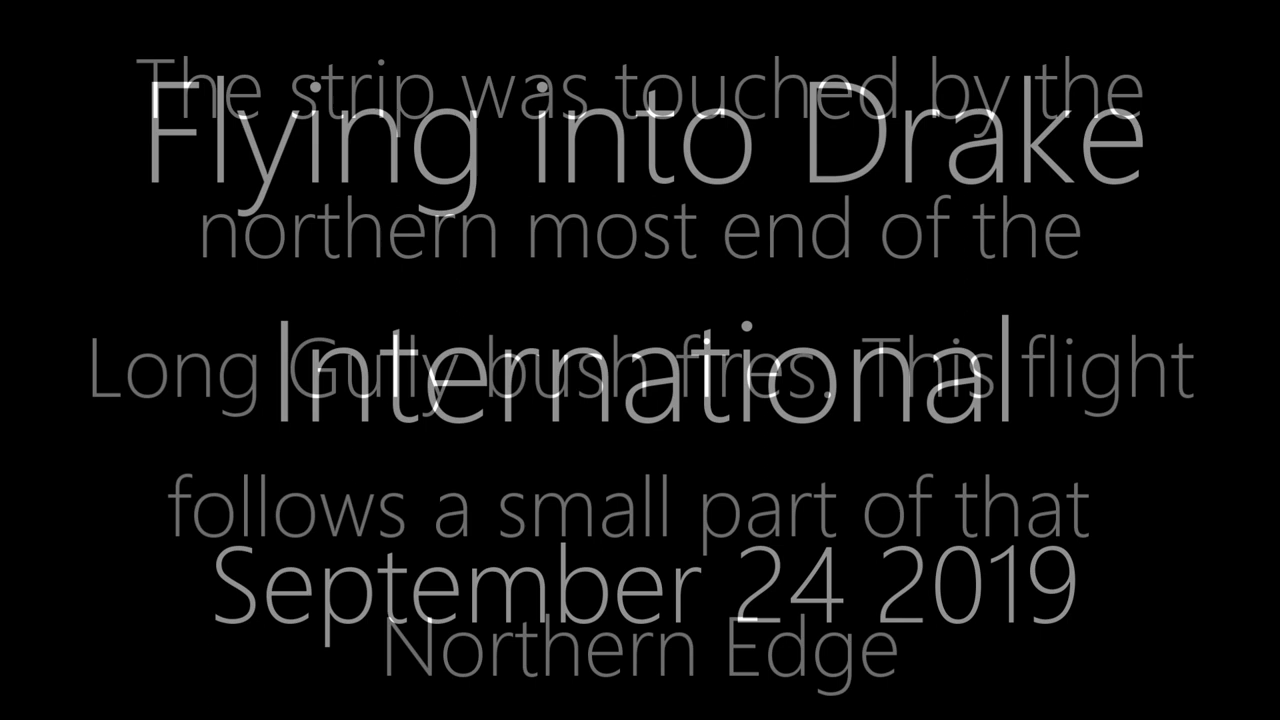 Flying into Drake
International
September 24 2019
The strip was touched by the
northern most end of the
Long Gully bush fires. This flight
follows a small part of that
Northern Edge